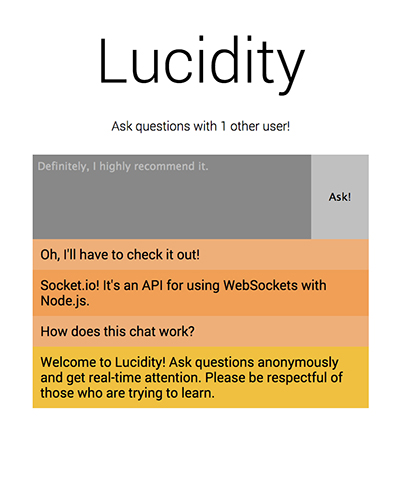 Lucidity
Ask questions with 1 other user!
Definitely, I highly recommend it.
Ask!
Oh, I'll have to check it out!
Socket.io! It's an API for using WebSockets with
Node.js.
How does this chat work?
Welcome to Lucidity! Ask questions anonymously
and get real-time attention. Please be respectful of
those who are trying to learn.